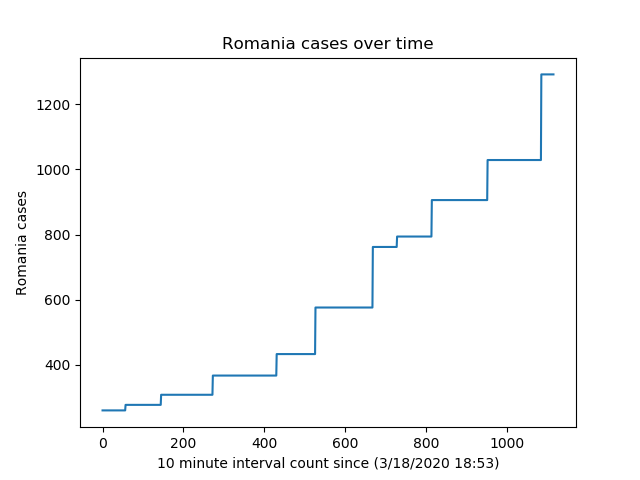 Romania cases over time
Romania cases
1200
1000
800
600
400
0 200 400 600 800 1000
10 minute interval count since (3/18/2020 18:53)